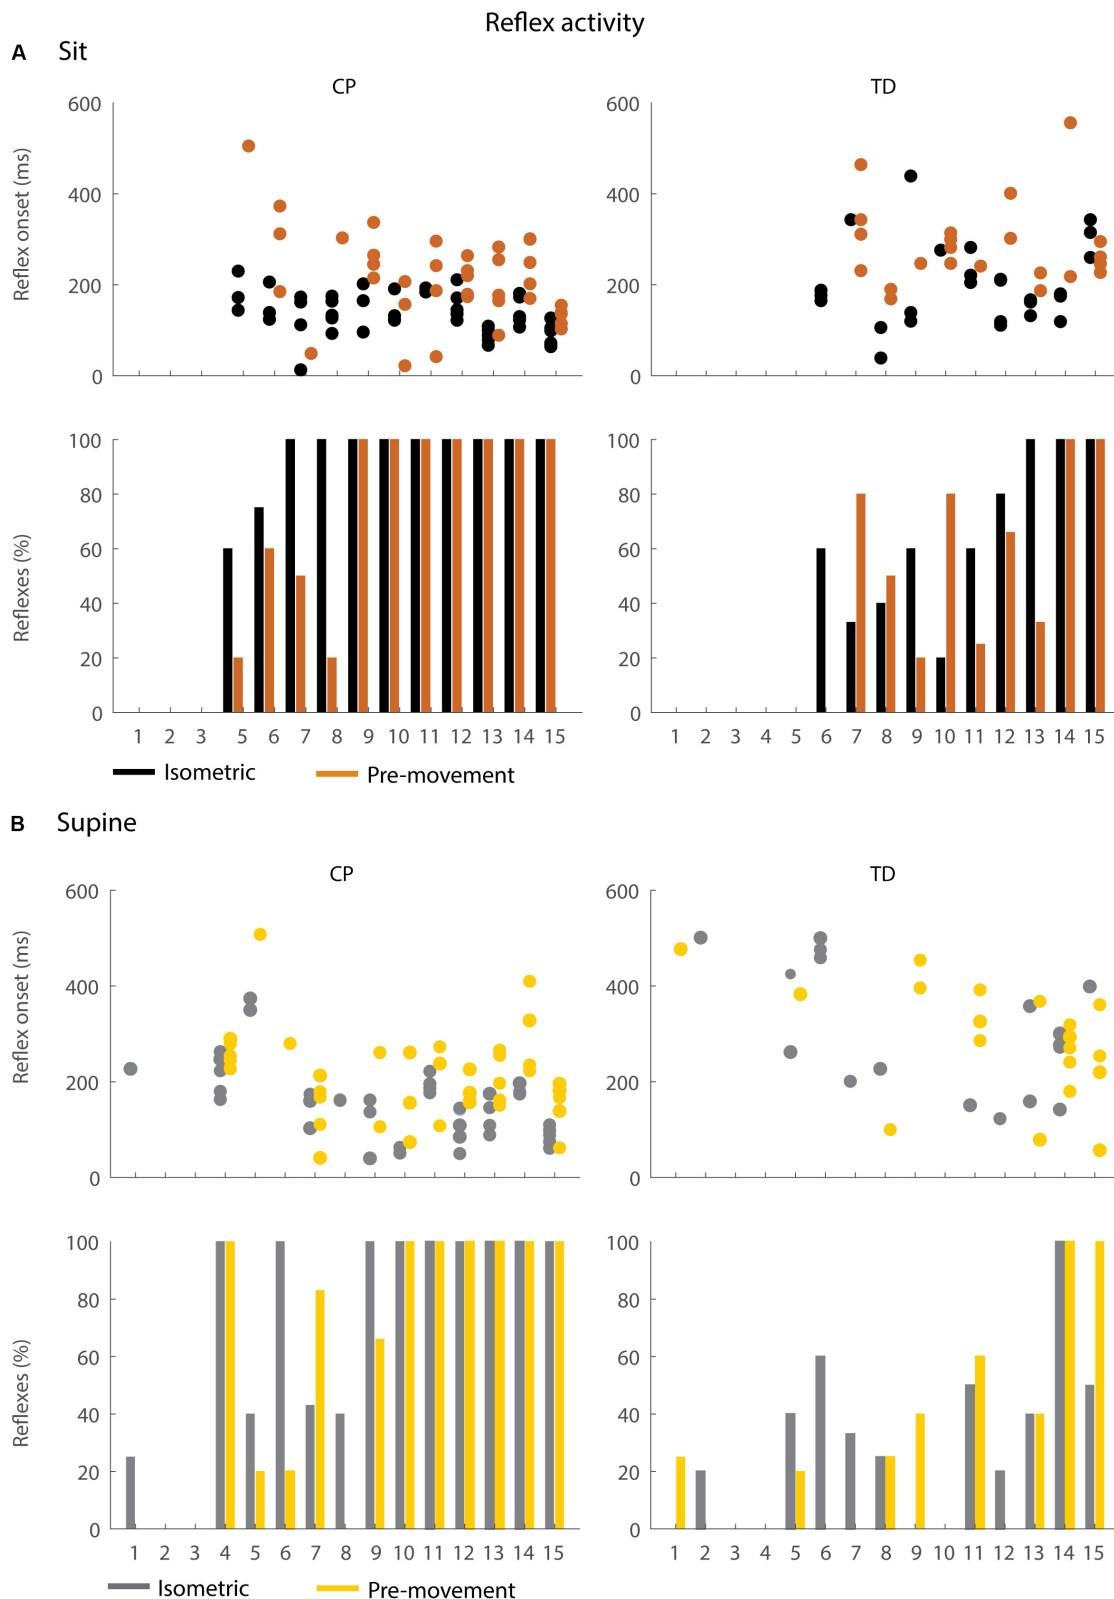 Reflex activity
A Sit
CP
TD
Reflex onset (ms)
600
400
200
0
600
400
200
0
Reflexes (%)
100
80
60
40
20
0
100
80
60
40
20
0
1 2 3 5 6 7 8 9 10 11 12 13 14 15
1 2 3 4 5 6 7 8 9 10 11 12 13 14 15
Isometric Pre-movement
B Supine
CP
TD
Reflex onset (ms)
600
400
200
0
600
400
200
0
Reflexes (%)
100
80
60
40
20
0
100
80
60
40
20
0
1 2 3 4 5 6 7 8 9 10 11 12 13 14 15
1 2 3 4 5 6 7 8 9 10 11 12 13 14 15
Isometric Pre-movement